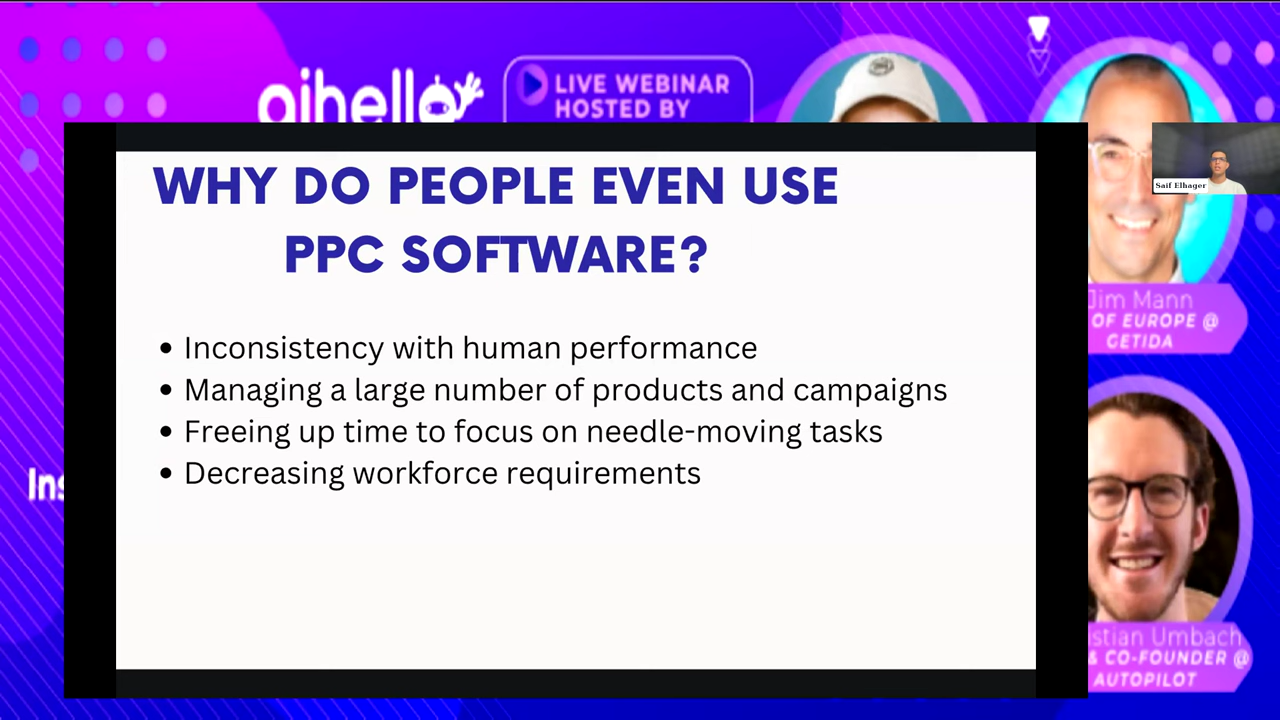 aihello
LIVE WEBINAR
HOSTED BY
WHY DO PEOPLE EVEN USE
PPC SOFTWARE?
• Inconsistency with human performance
• Managing a large number of products and campaigns
• Freeing up time to focus on needle-moving tasks
• Decreasing workforce requirements
Saif Elhager
Jim Mann
OF EUROPE @
GETIDA
Ins
stian Umbach
& CO-FOUNDER @
AUTOPILOT